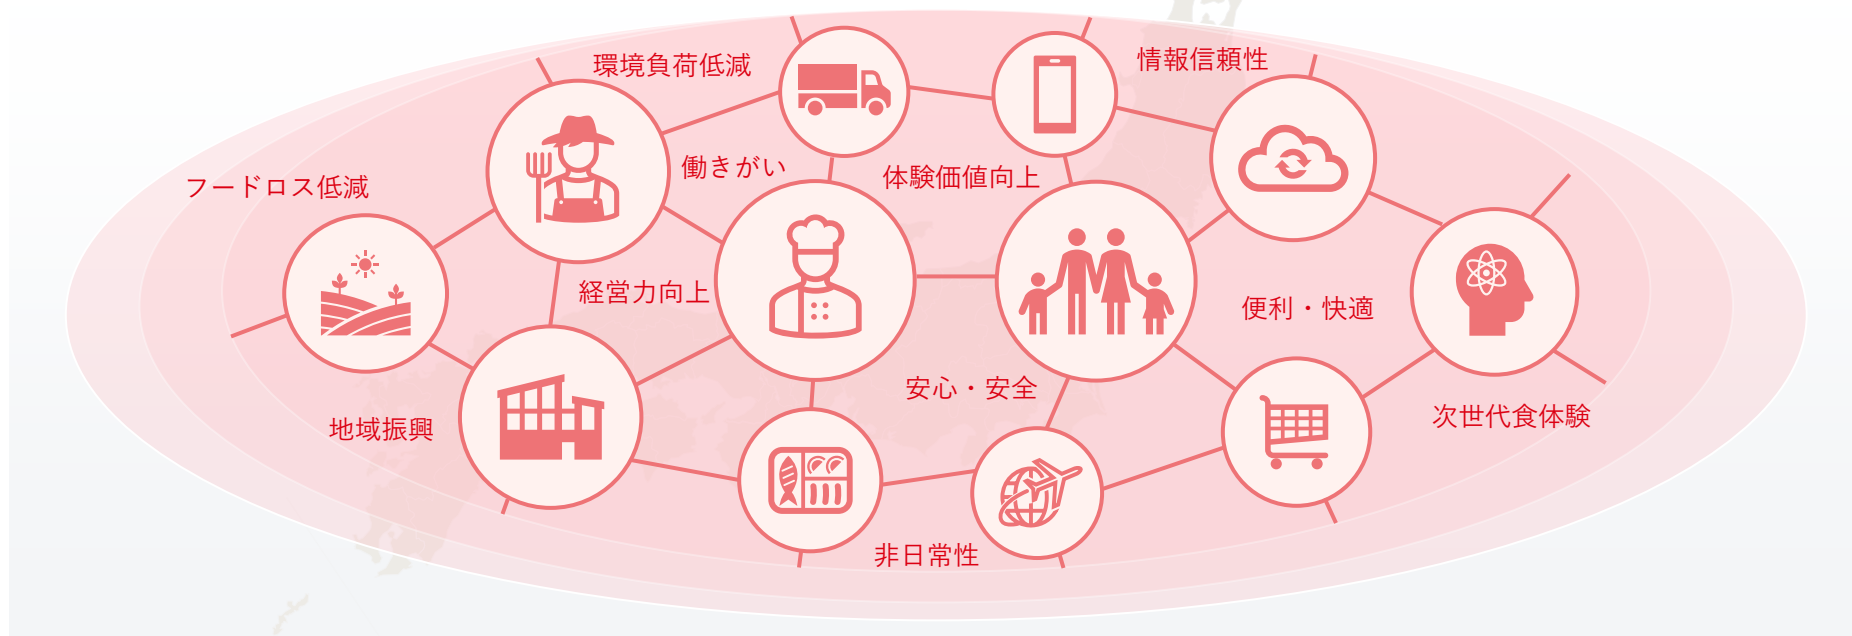 情報信頼性
環境負荷低減
働きがい
体験価値向上
フードロス低減
経営力向上
便利・快適
安心・安全
次世代食体験
地域振興
非日常性